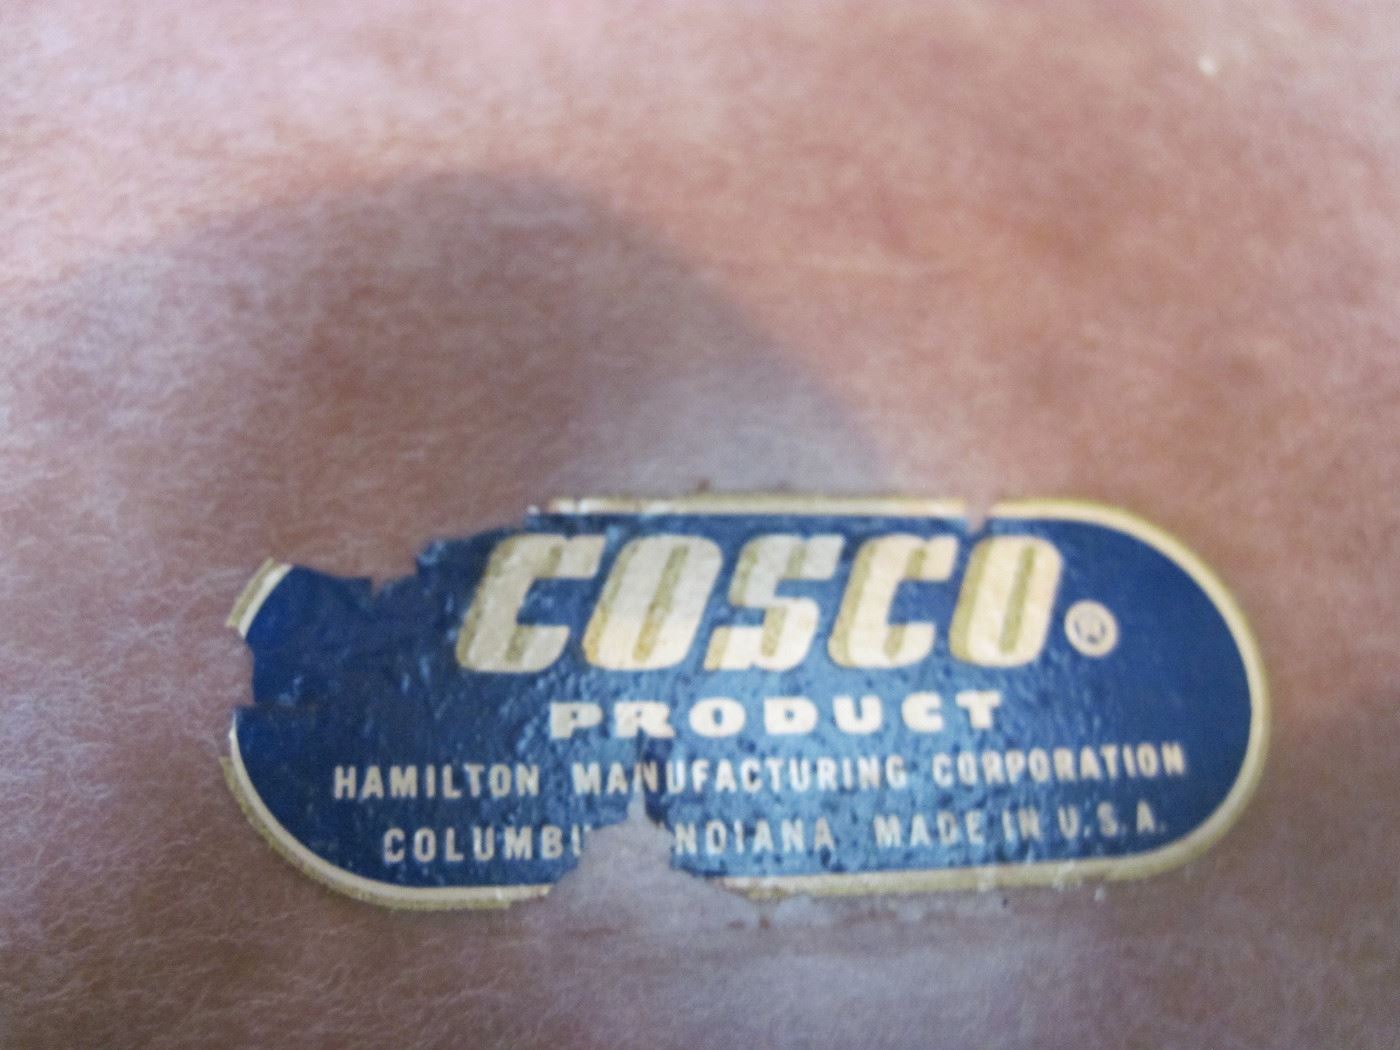 COSCO ®
PRODUCT
HAMILTON MANUFACTURING CORPORATION
COLUMBU NDIANA MADE IN U.S.A.